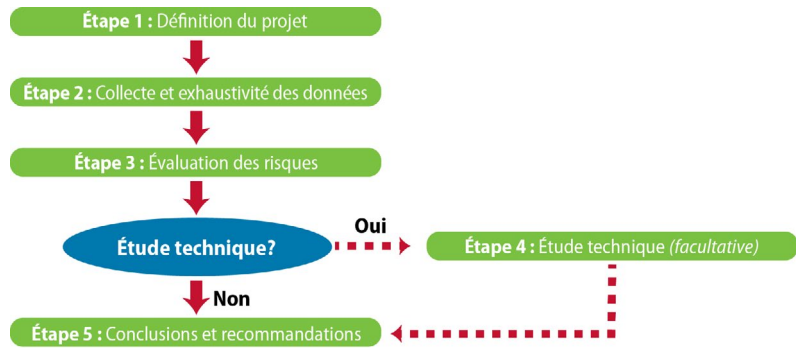 Étape 1 : Définition du projet
Étape 2 : Collecte et exhaustivité des données
Étape 3 : Évaluation des risques
Étude technique?
Oui
Étape 4 : Étude technique (facultative)
Non
Étape 5 : Conclusions et recommandations